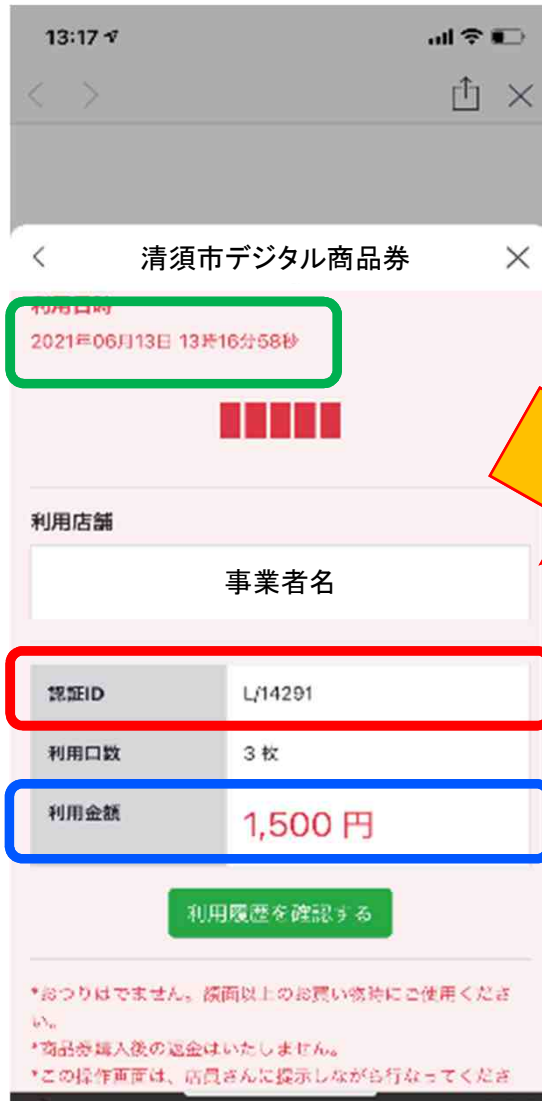 13:17
清須市デジタル商品券
利用日時
2021年06月13日 13時16分58秒
利用店舗
事業者名
認証ID L/14291
利用口数 3 枚
利用金額 1,500 円
利用履歴を確認する
*おつりはでません。額面以上のお買い物時にご使用くださ
い。
*商品券購入後の返金はいたしません。
*この操作画面は、店員さんに提示しながら行なってくださ